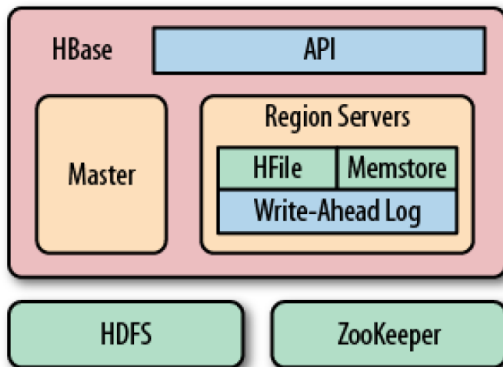 HBase
API
Master
Region Servers
HFile
Memstore
Write-Ahead Log
HDFS
ZooKeeper